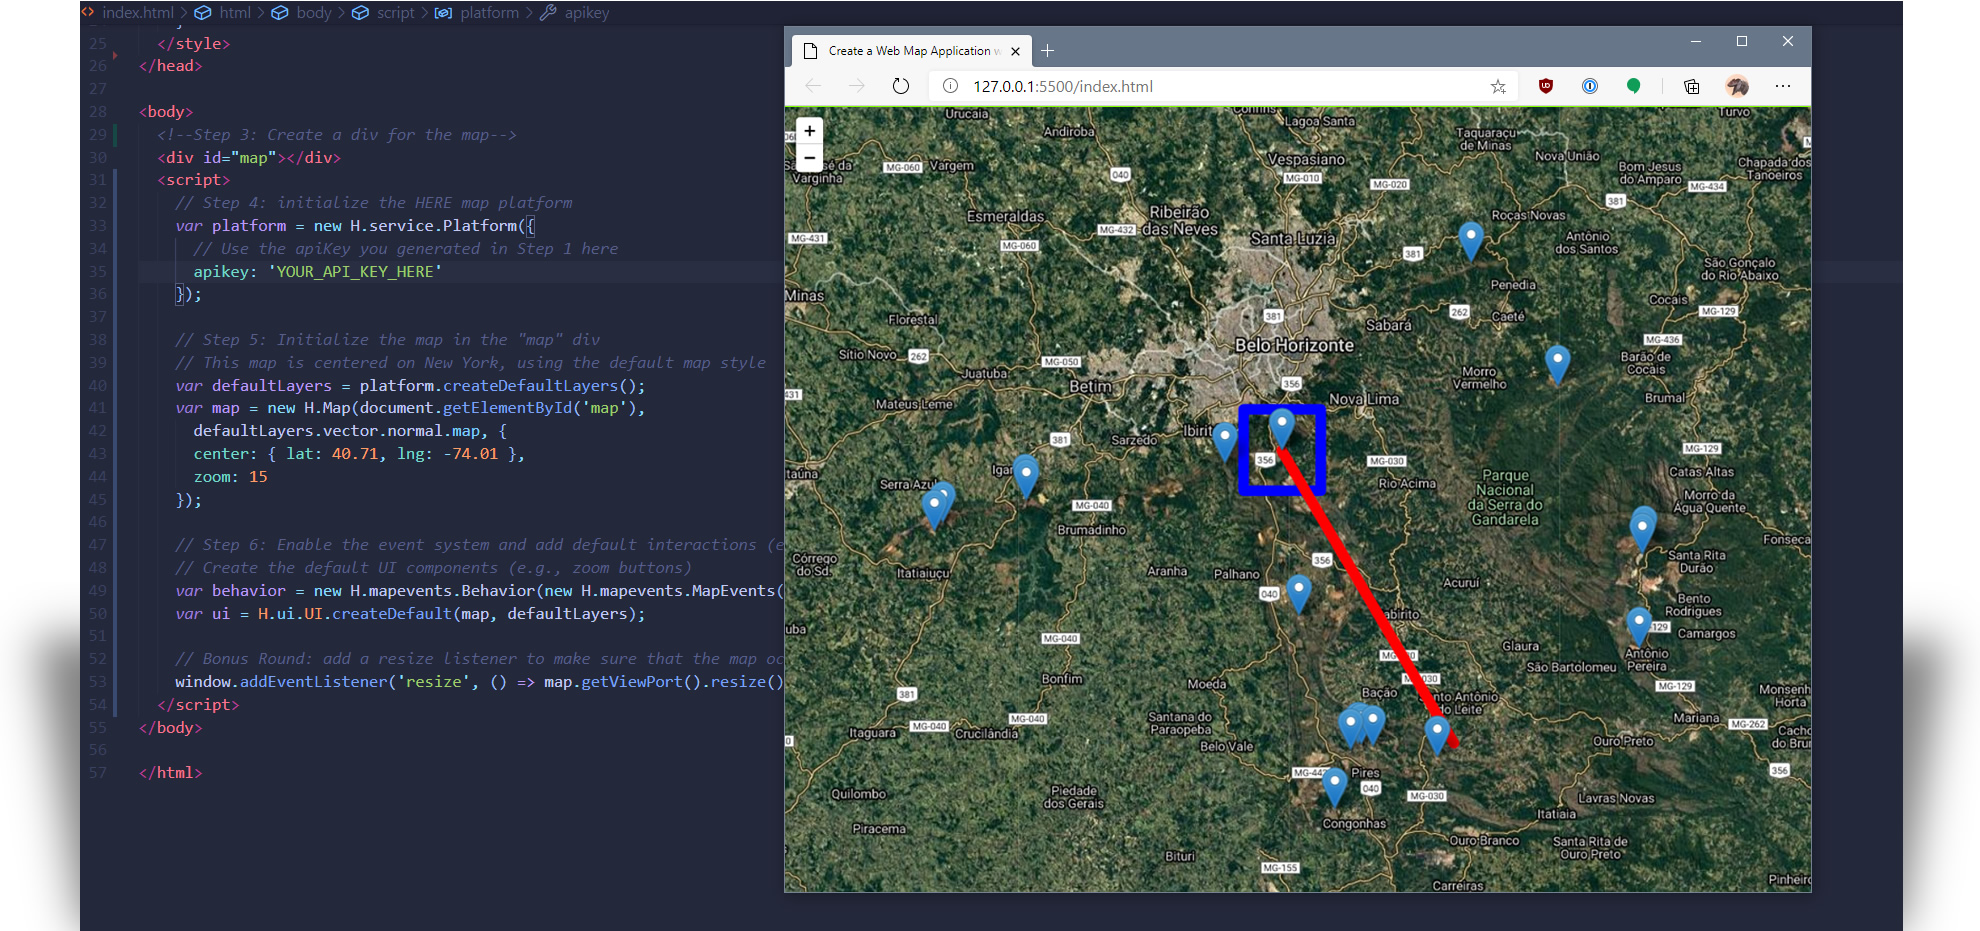 index.html > html > body > script > platform > apikey
25 </style>
26 </head>
27
28 <body>
29 <!--Step 3: Create a div for the map-->
30 <div id="map"></div>
31 <script>
32 // Step 4: initialize the HERE map platform
33 var platform = new H.service.Platform({
34 // Use the apiKey you generated in Step 1 here
35 apikey: 'YOUR_API_KEY_HERE'
36 });
37
38 // Step 5: Initialize the map in the "map" div
39 // This map is centered on New York, using the default map style
40 var defaultLayers = platform.createDefaultLayers();
41 var map = new H.Map(document.getElementById('map'),
42 defaultLayers.vector.normal.map, {
43 center: { lat: 40.71, lng: -74.01 },
44 zoom: 15
45 });
46
47 // Step 6: Enable the event system and add default interactions (e
48 // Create the default UI components (e.g., zoom buttons)
49 var behavior = new H.mapevents.Behavior(new H.mapevents.MapEvents(
50 var ui = H.ui.UI.createDefault(map, defaultLayers);
51
52 // Bonus Round: add a resize listener to make sure that the map oc
53 window.addEventListener('resize', () => map.getViewPort().resize()
54 </script>
55 </body>
56
57 </html>
Create a Web Map Application w
127.0.0.1:5500/index.html
+
-
Urucaia
Lagoa Santa
Turvo
Andiroba
Taquaraçu
de Minas
Nova União
Vespasiano
MG-060
Vargem
Varginha
040
MG-010
MG-020
Bom Jesus
do Amparo
MG-434
Chapada dos
Tanoeiros
381
Esmeraldas
Ribeirão
das Neves
MG-432
Roças Novas
MG-431
MG-060
Santa Luzia
381
Antônio
dos Santos
São Gonçalo
do Rio Abaixo
Minas
Penedia
Cocais
Florestal
381
Sabará
262
Caeté
MG-129
Belo Horizonte
MG-436
Sítio Novo
262
MG-050
Barão de
Cocais
Juatuba
Betim
356
Morro
Vermelho
431
Mateus Leme
Nova Lima
Brumal
381
Sarzedo
Ibirit
356
MG-030
MG-129
Catas Altas
taúna
Serra Azul
Igar
Rio Acima
Parque
Nacional
da Serra do
Gandarela
Morro da
Água Quente
MG-040
Brumadinho
Fonseca
Córrego
do Sd.
Itatiaiuçu
Aranha
Palhano
356
Acuruí
Santa Rita
Durão
040
Bento
Rodrigues
uba
abirito
129
Camargos
MG-040
Glaura
Antônio
Pereira
São Bartolomeu
Bonfim
Moeda
030
Bação
anto Antônio
do Leite
MG-129
Monsenh
Horta
381
MG-040
MG-040
Santana do
Paraopeba
Mariana
MG-262
Itaguara
Crucilândia
Belo Vale
Ouro Preto
Cacho
do Brun
Pires
356
Quilombo
Piedade
dos Gerais
040
MG-030
Lavras Novas
Piracema
Congonhas
Itatiaia
Ouro Branco
Santa Rita de
Ouro Preto
Bituri
MG-155
Carreiras
Pinheiro